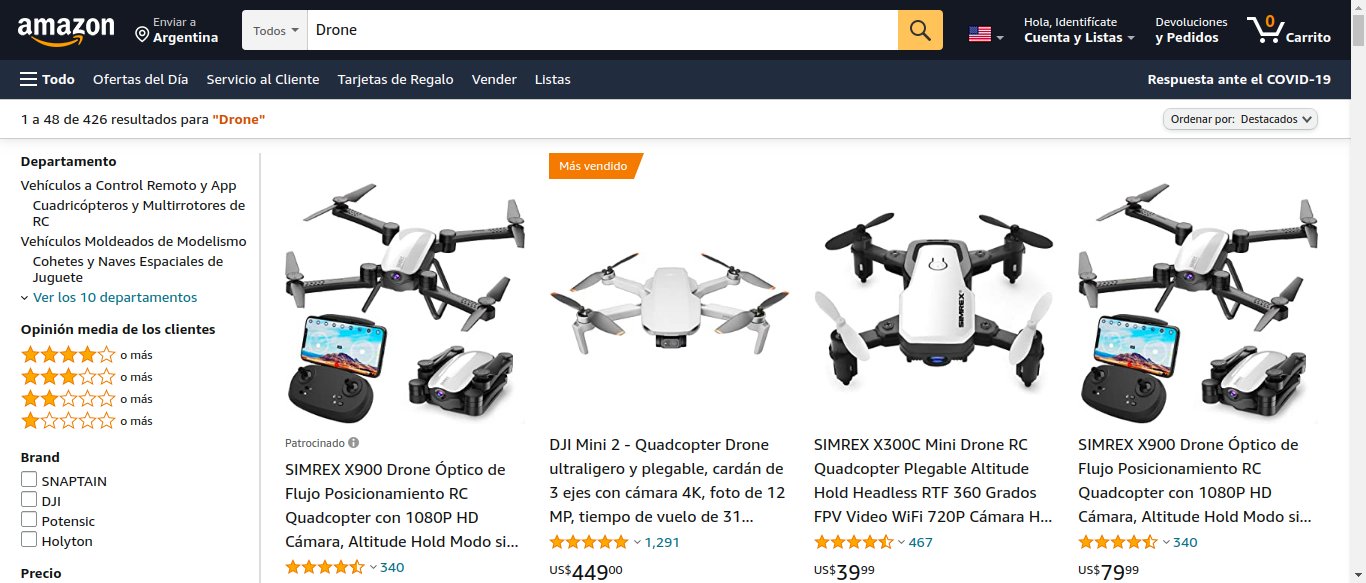 amazon
Enviar a
Argentina
Todos
Drone
Hola, Identifícate
Cuenta y Listas
Devoluciones
y Pedidos
0
Carrito
Todo
Ofertas del Día
Servicio al Cliente
Tarjetas de Regalo
Vender
Listas
Respuesta ante el COVID-19
1 a 48 de 426 resultados para "Drone"
Ordenar por: Destacados
Departamento
Vehículos a Control Remoto y App
Cuadricópteros y Multirrotores de
RC
Vehículos Moldeados de Modelismo
Cohetes y Naves Espaciales de
Juguete
Ver los 10 departamentos
Opinión media de los clientes
o más
o más
o más
o más
Brand
SNAPTAIN
DJI
Potensic
Holyton
Precio
Patrocinado
SIMREX X900 Drone Óptico de
Flujo Posicionamiento RC
Quadcopter con 1080P HD
Cámara, Altitude Hold Modo si...
340
Más vendido
DJI Mini 2 - Quadcopter Drone
ultraligero y plegable, cardán de
3 ejes con cámara 4K, foto de 12
MP, tiempo de vuelo de 31...
1,291
US$44900
SIMREX
SIMREX X300C Mini Drone RC
Quadcopter Plegable Altitude
Hold Headless RTF 360 Grados
FPV Video WiFi 720P Cámara H...
467
US$3999
SIMREX X900 Drone Óptico de
Flujo Posicionamiento RC
Quadcopter con 1080P HD
Cámara, Altitude Hold Modo si...
340
US$7999